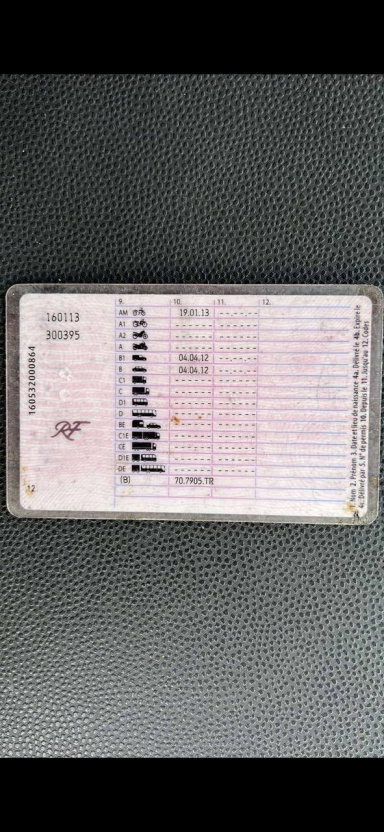 160113
300395
160532000864
RF
12
9. 10. 11. 12.
AM 19.01.13 --.--.--
A1
A2
A
B1 04.04.12
B 04.04.12
C1
C
D1
D
BE
C1E
CE
D1E
DE
(B) 70.7905.TR
1. Nom 2. Prénom 3. Date et lieu de naissance 4a. Délivré le 4b. Expire le
4c. Délivré par 5. N° de permis 10. Depuis le 11. Jusqu'au 12. Codes